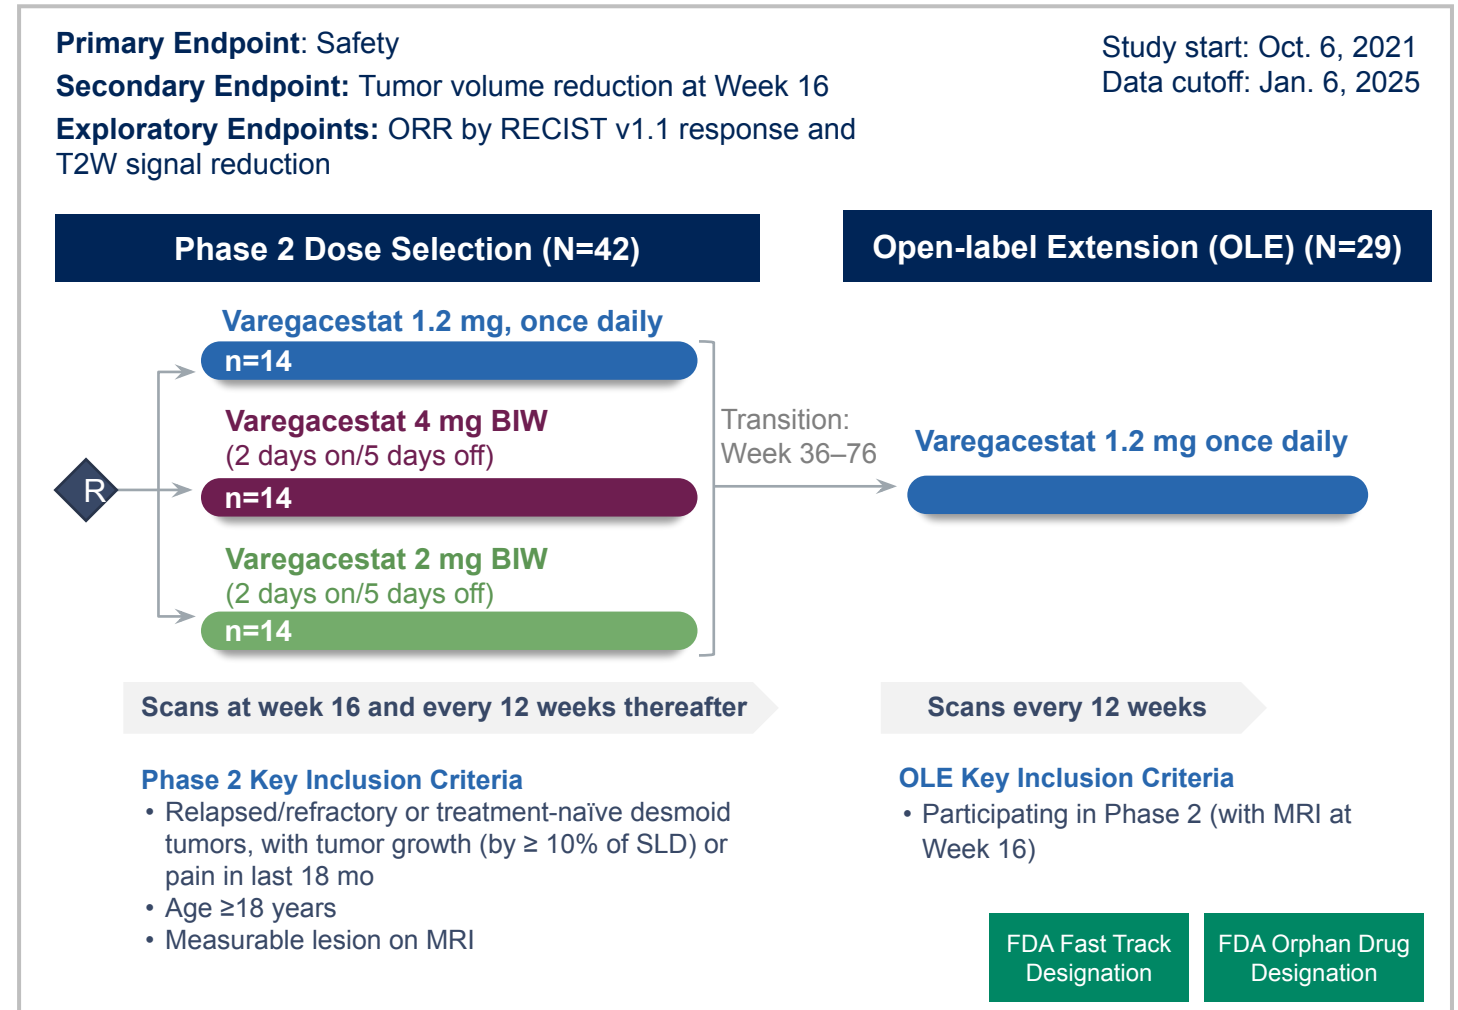 Primary Endpoint: Safety
Secondary Endpoint: Tumor volume reduction at Week 16
Exploratory Endpoints: ORR by RECIST v1.1 response and
T2W signal reduction
Study start: Oct. 6, 2021
Data cutoff: Jan. 6, 2025
Phase 2 Dose Selection (N=42)
Open-label Extension (OLE) (N=29)
Varegacestat 1.2 mg, once daily
n=14
Varegacestat 4 mg BIW
(2 days on/5 days off)
n=14
Varegacestat 2 mg BIW
(2 days on/5 days off)
n=14
R
Transition:
Week 36–76
Varegacestat 1.2 mg once daily
Scans at week 16 and every 12 weeks thereafter
Scans every 12 weeks
Phase 2 Key Inclusion Criteria
• Relapsed/refractory or treatment-naïve desmoid
tumors, with tumor growth (by ≥ 10% of SLD) or
pain in last 18 mo
• Age ≥18 years
• Measurable lesion on MRI
OLE Key Inclusion Criteria
• Participating in Phase 2 (with MRI at
Week 16)
FDA Fast Track
Designation
FDA Orphan Drug
Designation